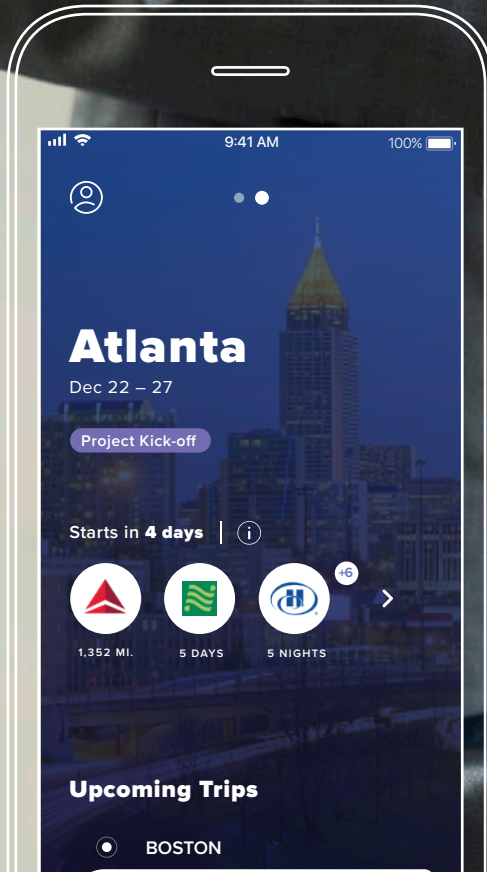 9:41 AM
100%
Atlanta
Dec 22 – 27
Project Kick-off
Starts in 4 days
i
+6
H
1,352 MI.
5 DAYS
5 NIGHTS
Upcoming Trips
BOSTON